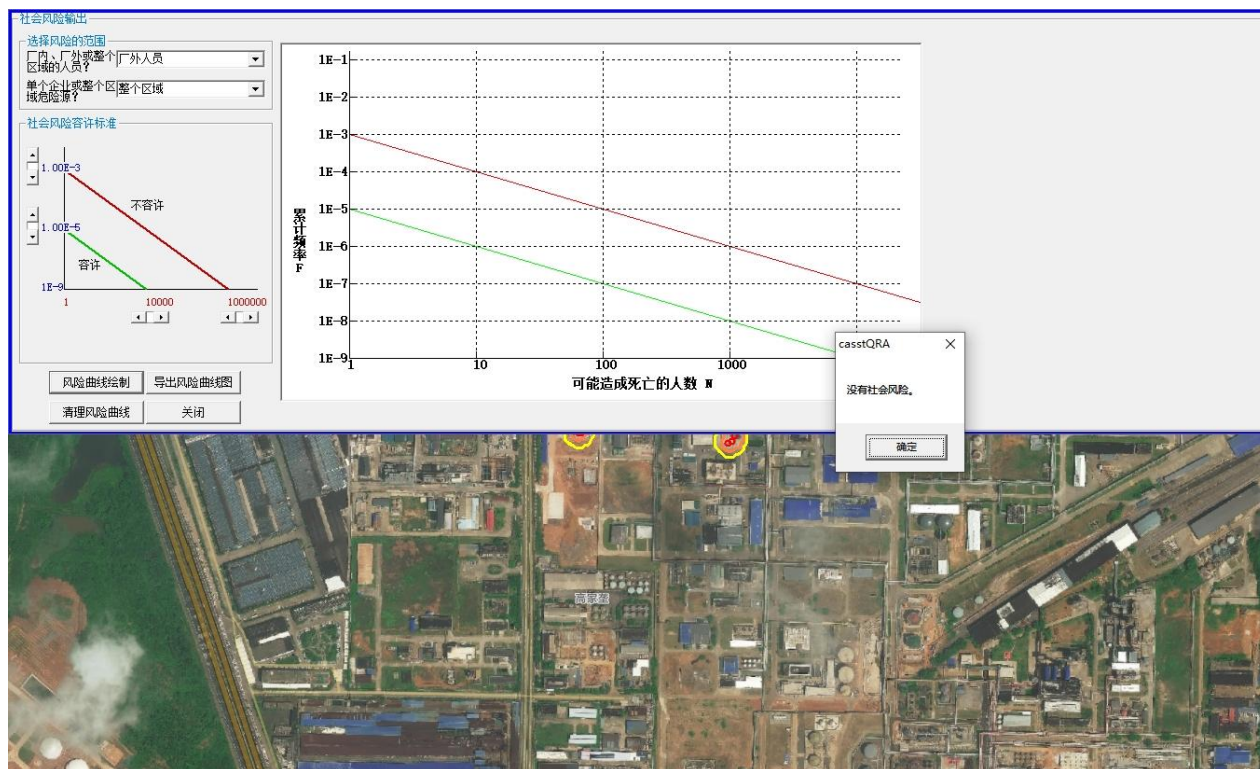 社会风险输出
选择风险的范围
厂内、厂外或整个
区域的人员？
厂外人员
单个企业或整个区
域危险源？
整个区域
社会风险容许标准
1.00E-3
不容许
1.00E-5
容许
1E-9
1
10000
1000000
风险曲线绘制
导出风险曲线图
清理风险曲线
关闭
1E-1
1E-2
1E-3
1E-4
1E-5
1E-6
1E-7
1E-8
1E-9
累计频率 F
1
10
100
1000
可能造成死亡的人数 N
casstQRA
没有社会风险。
确定
高家垄